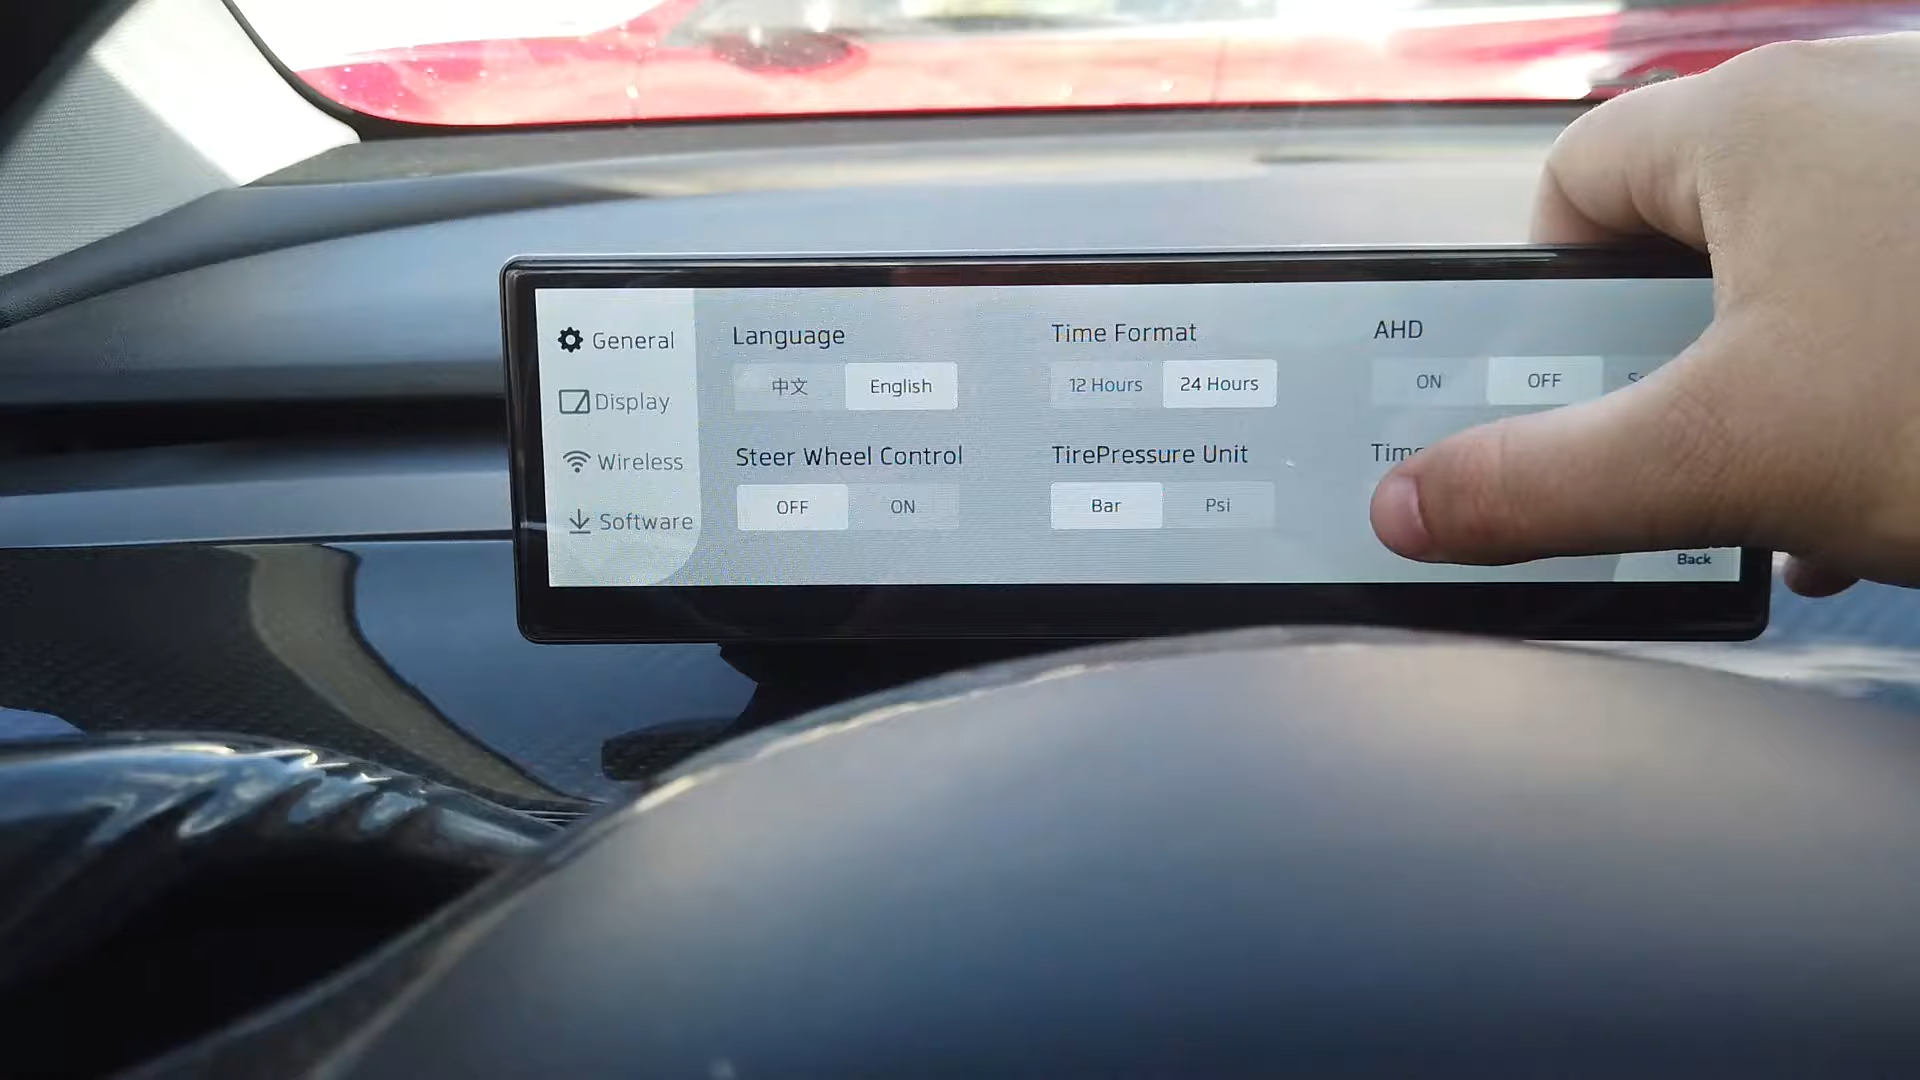 General
Display
Wireless
Software
Language
中文 English
Time Format
12 Hours 24 Hours
AHD
ON OFF
Steer Wheel Control
OFF ON
TirePressure Unit
Bar Psi
Back